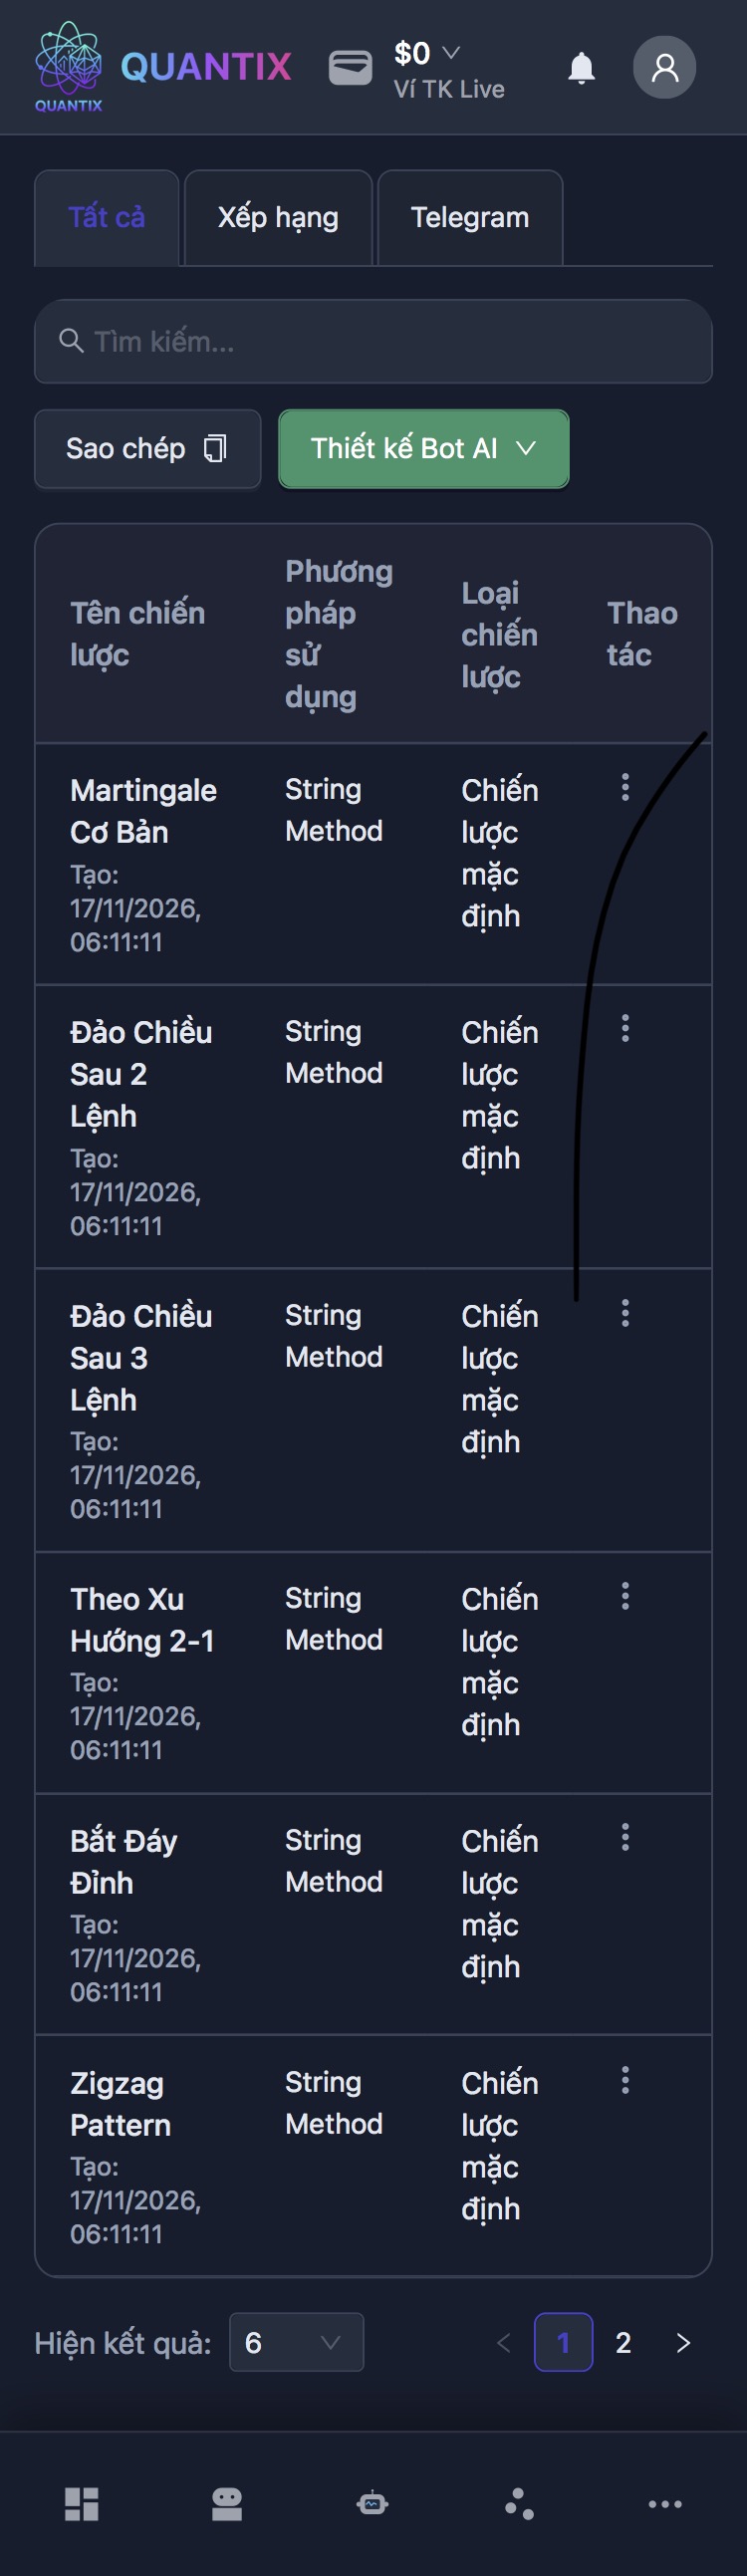 QUANTIX
QUANTIX
$0
Ví TK Live
Tất cả
Xếp hạng
Telegram
Tìm kiếm...
Sao chép
Thiết kế Bot AI
Tên chiến
lược
Phương
pháp
sử
dụng
Loại
chiến
lược
Thao
tác
Martingale
Cơ Bản
Tạo:
17/11/2026,
06:11:11
String
Method
Chiến
lược
mặc
định
Đảo Chiều
Sau 2
Lệnh
Tạo:
17/11/2026,
06:11:11
String
Method
Chiến
lược
mặc
định
Đảo Chiều
Sau 3
Lệnh
Tạo:
17/11/2026,
06:11:11
String
Method
Chiến
lược
mặc
định
Theo Xu
Hướng 2-1
Tạo:
17/11/2026,
06:11:11
String
Method
Chiến
lược
mặc
định
Bắt Đáy
Đỉnh
Tạo:
17/11/2026,
06:11:11
String
Method
Chiến
lược
mặc
định
Zigzag
Pattern
Tạo:
17/11/2026,
06:11:11
String
Method
Chiến
lược
mặc
định
Hiện kết quả:
6
1
2